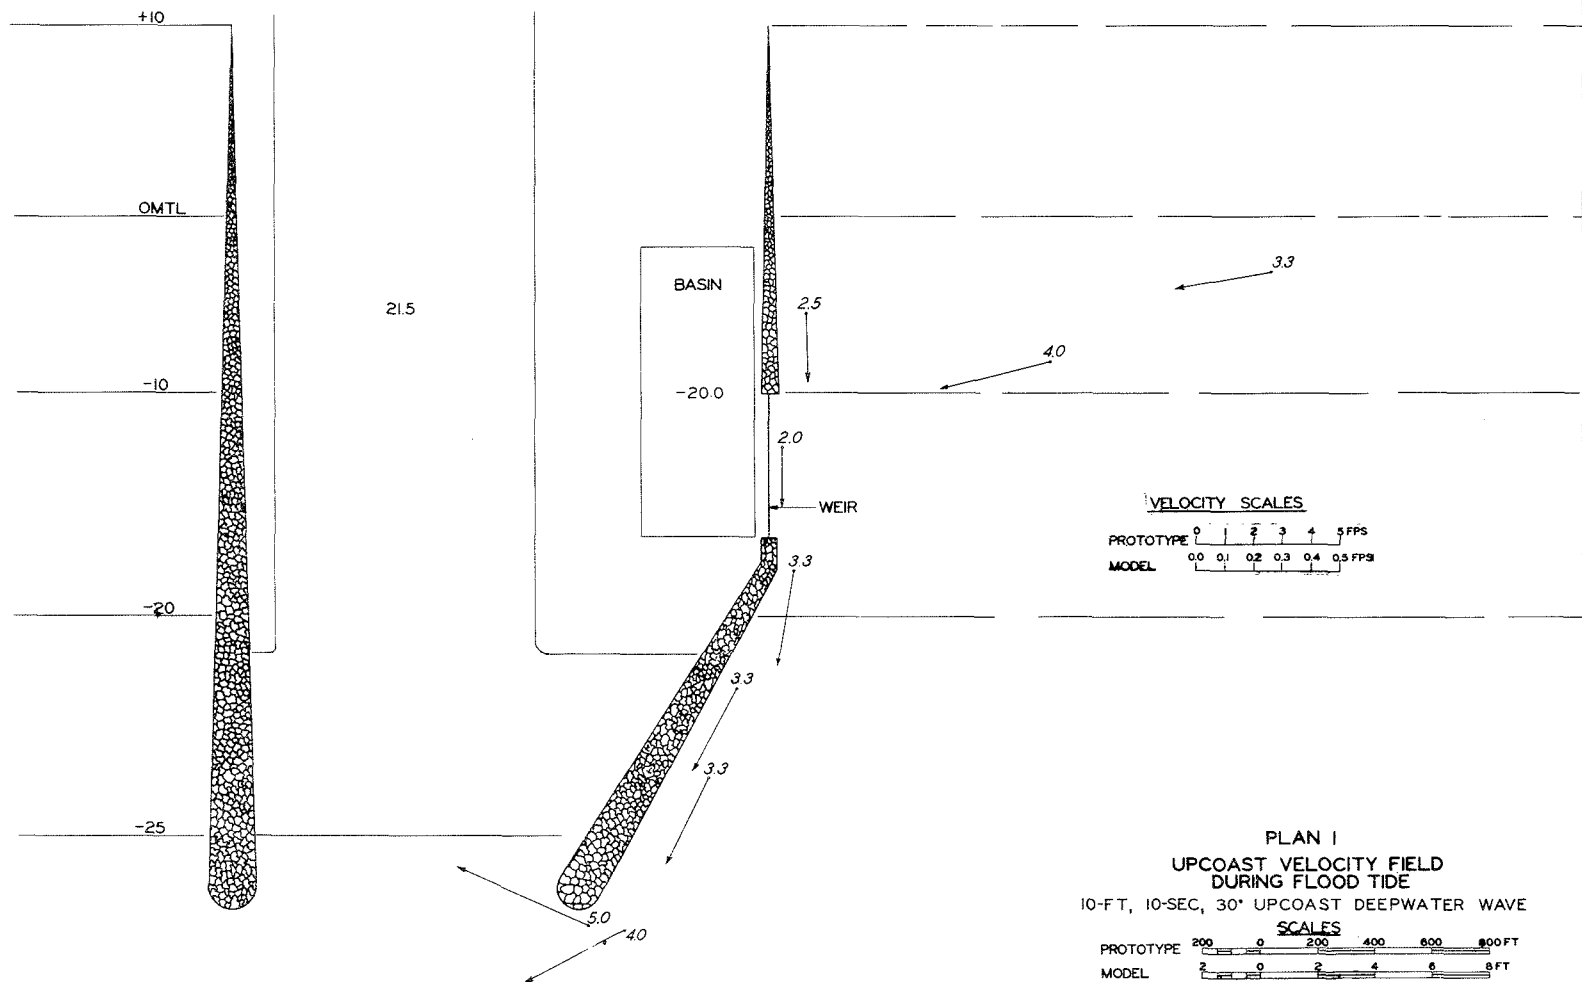 +10
OMTL
BASIN
3.3
21.5
2.5
4.0
-10
-20.0
2.0
WEIR
VELOCITY SCALES
PROTOTYPE 0 1 2 3 4 5 FPS
MODEL 0.0 0.1 0.2 0.3 0.4 0.5 FPS
3.3
-20
3.3
3.3
-25
5.0
4.0
PLAN 1
UPCOAST VELOCITY FIELD
DURING FLOOD TIDE
10-FT, 10-SEC, 30° UPCOAST DEEPWATER WAVE
SCALES
PROTOTYPE 200 0 200 400 600 800 FT
MODEL 2 0 2 4 6 8 FT